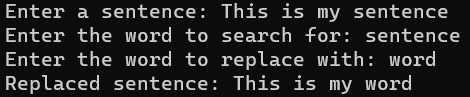 Enter a sentence: This is my sentence
Enter the word to search for: sentence
Enter the word to replace with: word
Replaced sentence: This is my word